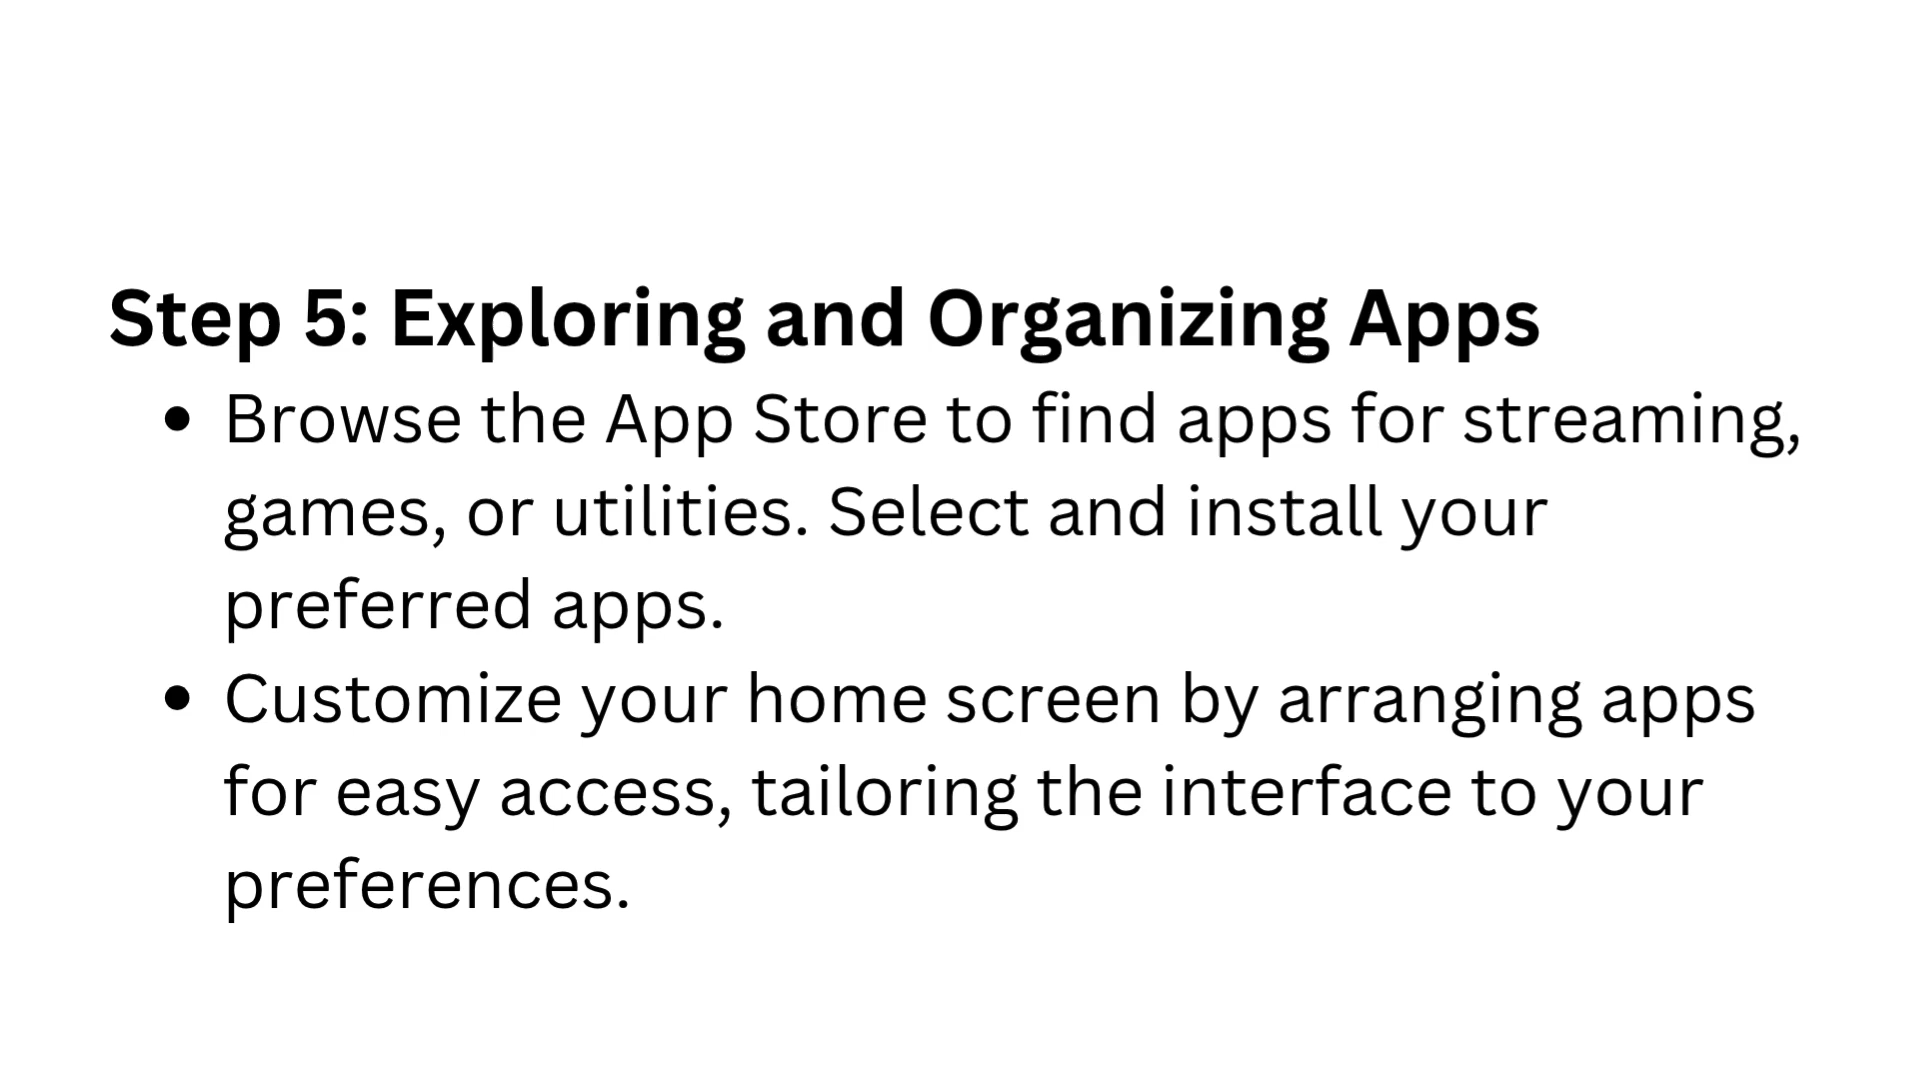 Step 5: Exploring and Organizing Apps
• Browse the App Store to find apps for streaming,
games, or utilities. Select and install your
preferred apps.
• Customize your home screen by arranging apps
for easy access, tailoring the interface to your
preferences.